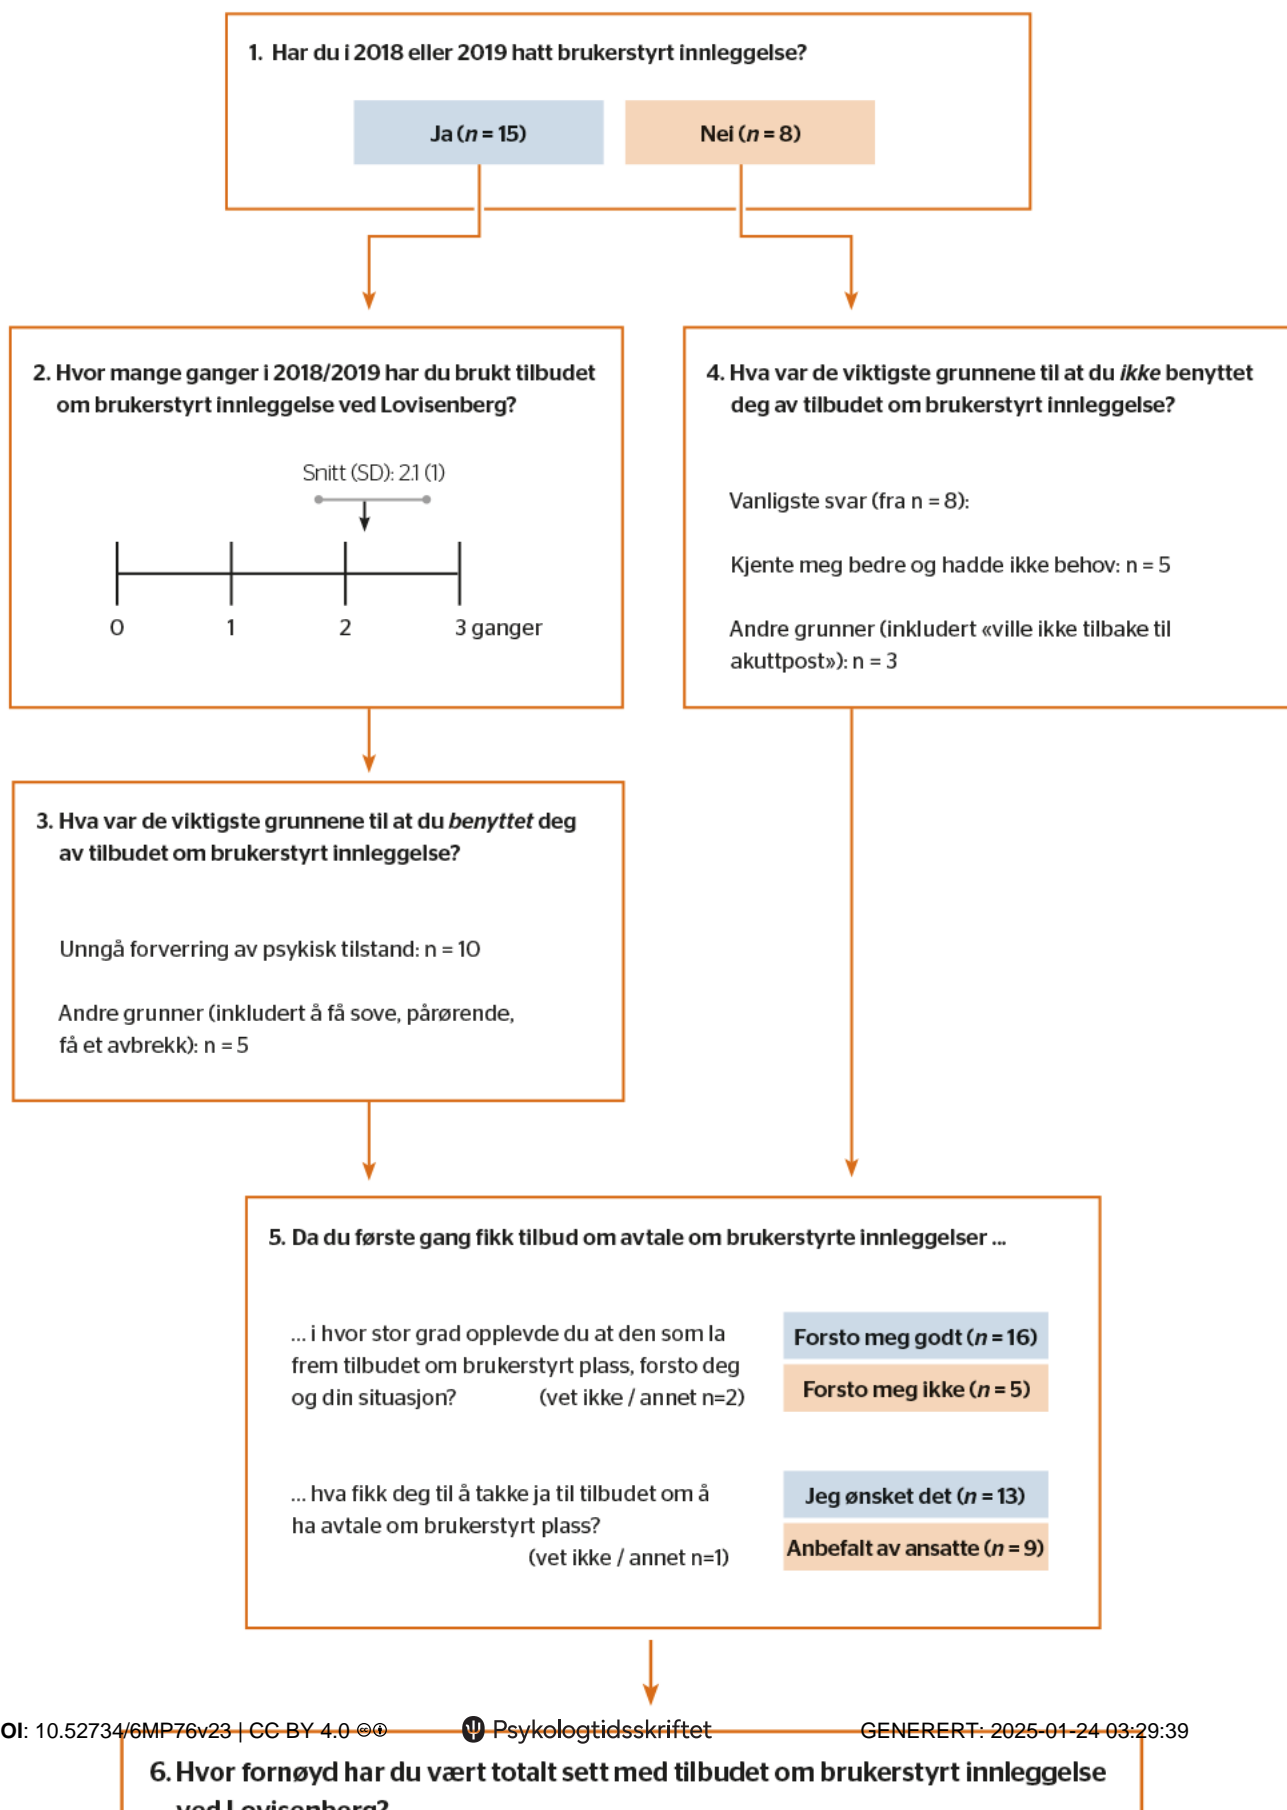 1. Har du i 2018 eller 2019 hatt brukerstyrt innleggelse?
Ja (n = 15)
Nei (n = 8)
2. Hvor mange ganger i 2018/2019 har du brukt tilbudet
om brukerstyrt innleggelse ved Lovisenberg?
Snitt (SD): 2.1 (1)
0 1 2 3 ganger
4. Hva var de viktigste grunnene til at du ikke benyttet
deg av tilbudet om brukerstyrt innleggelse?
Vanligste svar (fra n = 8):
Kjente meg bedre og hadde ikke behov: n = 5
Andre grunner (inkludert «ville ikke tilbake til
akuttpost»): n = 3
3. Hva var de viktigste grunnene til at du benyttet deg
av tilbudet om brukerstyrt innleggelse?
Unngå forverring av psykisk tilstand: n = 10
Andre grunner (inkludert å få sove, pårørende,
få et avbrekk): n = 5
5. Da du første gang fikk tilbud om avtale om brukerstyrte innleggelser ...
... i hvor stor grad opplevde du at den som la
frem tilbudet om brukerstyrt plass, forsto deg
og din situasjon? (vet ikke / annet n=2)
Forsto meg godt (n = 16)
Forsto meg ikke (n = 5)
... hva fikk deg til å takke ja til tilbudet om å
ha avtale om brukerstyrt plass?
(vet ikke / annet n=1)
Jeg ønsket det (n = 13)
Anbefalt av ansatte (n = 9)
OI: 10.52734/6MP76v23 | CC BY 4.0
Psykologtidsskriftet
GENERERT: 2025-01-24 03:29:39
6. Hvor fornøyd har du vært totalt sett med tilbudet om brukerstyrt innleggelse
ved Lovisenberg?